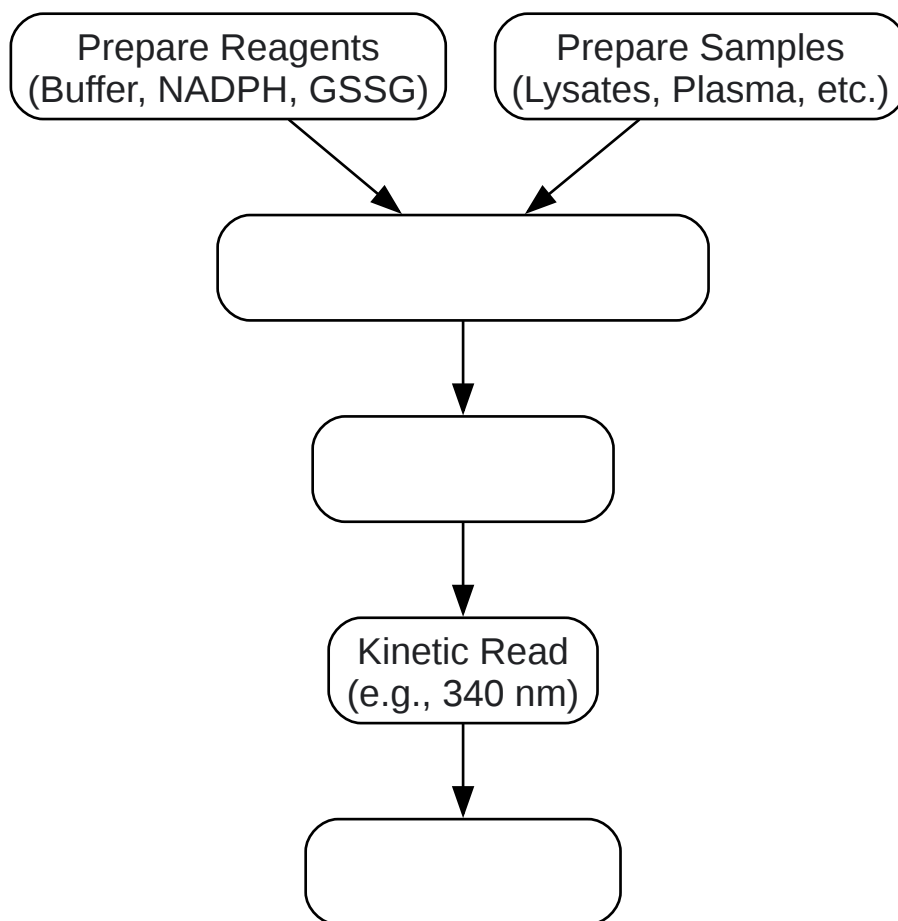 Prepare Reagents
(Buffer, NADPH, GSSG)
Prepare Samples
(Lysates, Plasma, etc.)
Kinetic Read
(e.g., 340 nm)